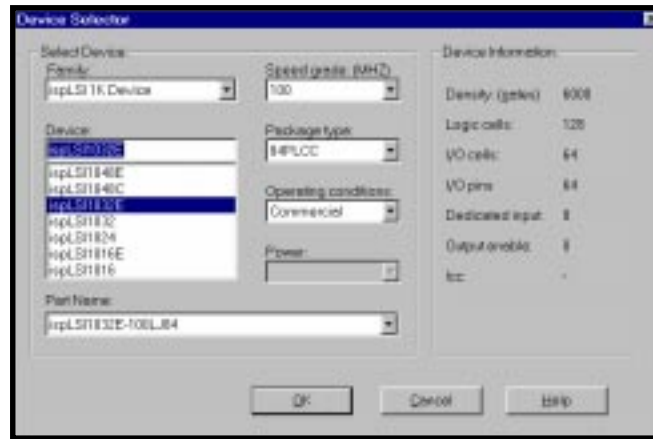 Device Selector
Select Device:
Family:
ispLSI 1K Device
Device:
ispLSI1032E
ispLSI1048E
ispLSI1048C
ispLSI1032E
ispLSI1032
ispLSI1024
ispLSI1016E
ispLSI1016
Part Name:
ispLSI1032E-100LJ84
Speed grade: (MHZ)
100
Package type:
84PLCC
Operating conditions:
Commercial
Power:
Device Information:
Density: (gates) 6000
Logic cells: 128
I/O cells: 64
I/O pins: 64
Dedicated input: 8
Output enable:
Icc: -
OK
Cancel
Help